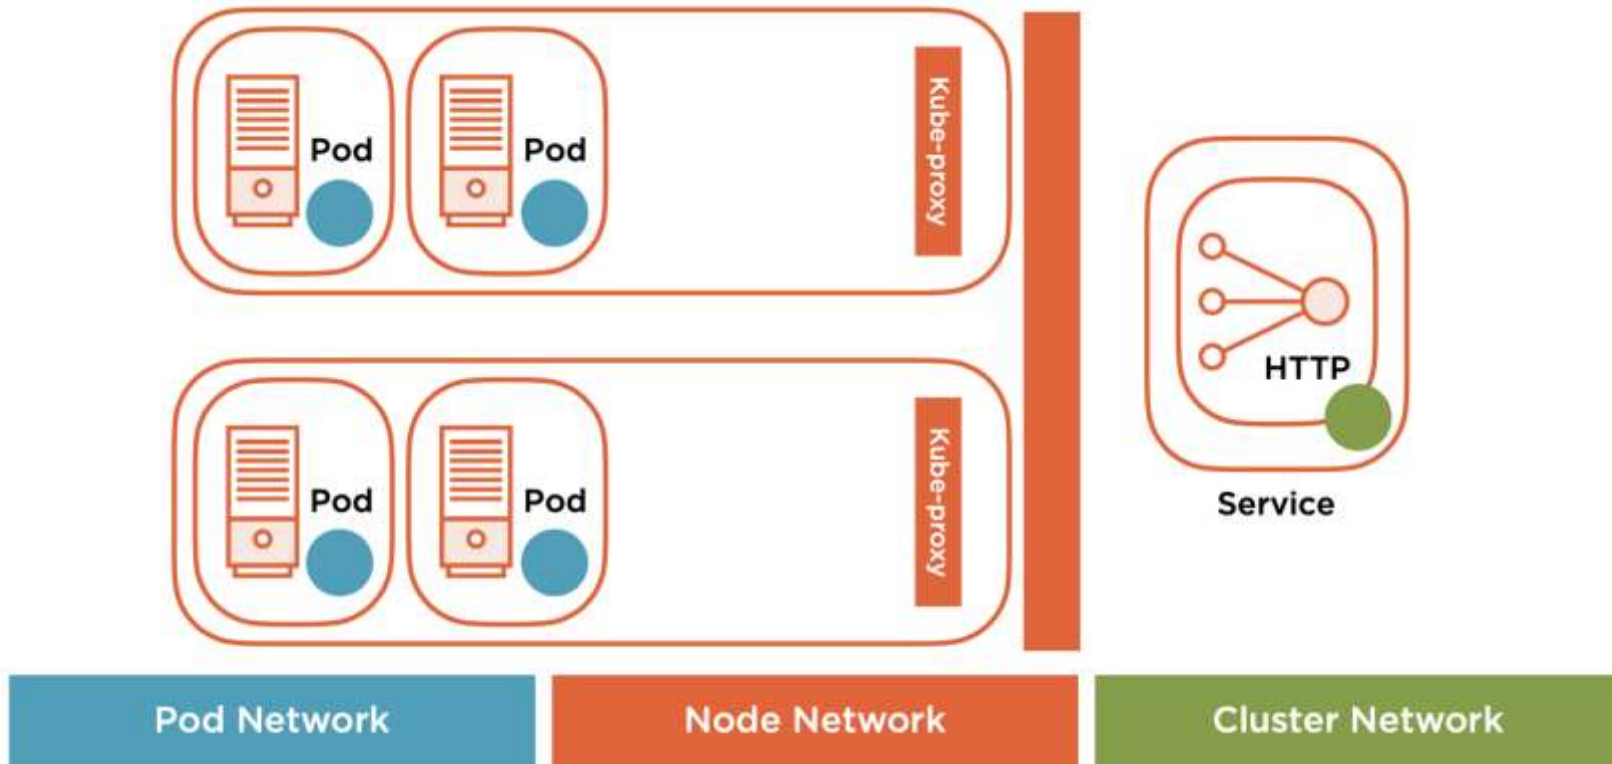 Pod
Pod
Kube-proxy
HTTP
Service
Pod
Pod
Kube-proxy
Pod Network
Node Network
Cluster Network